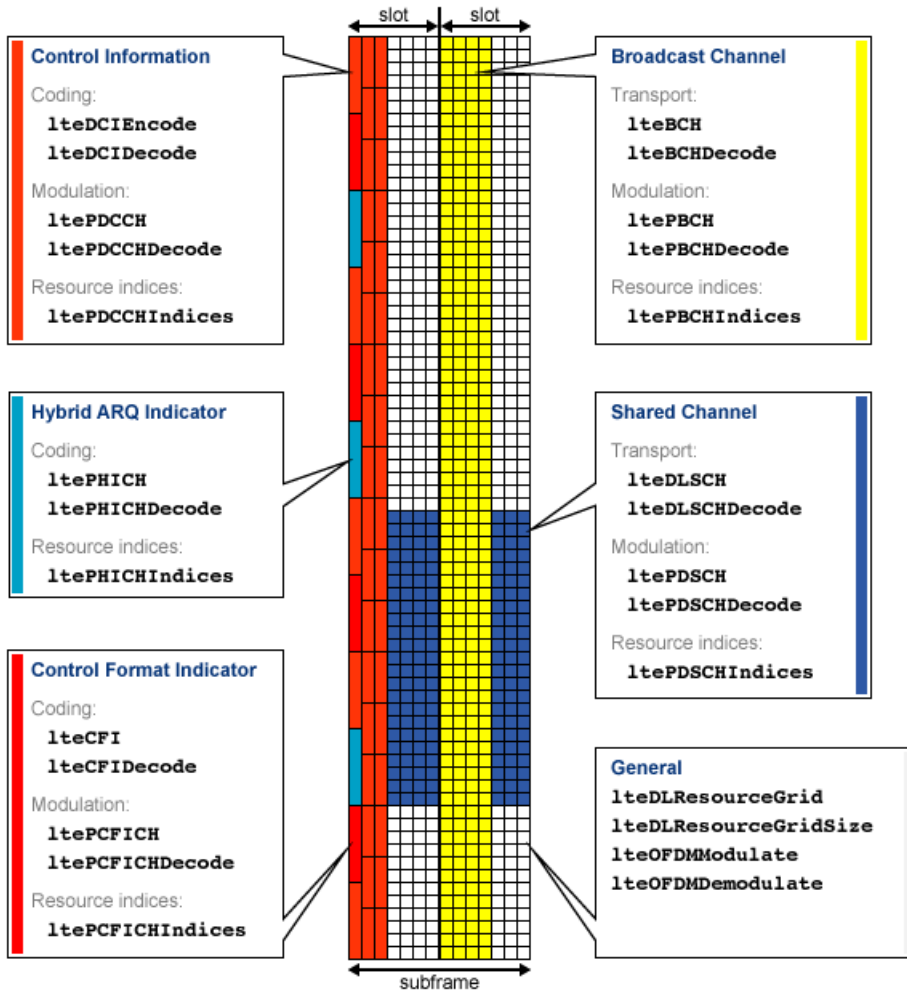 slot slot
Control Information
Coding:
lteDCIEncode
lteDCIDecode
Modulation:
ltePDCCH
ltePDCCHDecode
Resource indices:
ltePDCCHIndices
Hybrid ARQ Indicator
Coding:
ltePHICH
ltePHICHDecode
Resource indices:
ltePHICHIndices
Control Format Indicator
Coding:
lteCFI
lteCFIDecode
Modulation:
ltePCFICH
ltePCFICHDecode
Resource indices:
ltePCFICHIndices
Broadcast Channel
Transport:
lteBCH
lteBCHDecode
Modulation:
ltePBCH
ltePBCHDecode
Resource indices:
ltePBCHIndices
Shared Channel
Transport:
lteDLSCH
lteDLSCHDecode
Modulation:
ltePDSCH
ltePDSCHDecode
Resource indices:
ltePDSCHIndices
General
lteDLResourceGrid
lteDLResourceGridSize
lteOFDMModulate
lteOFDMDemodulate
subframe